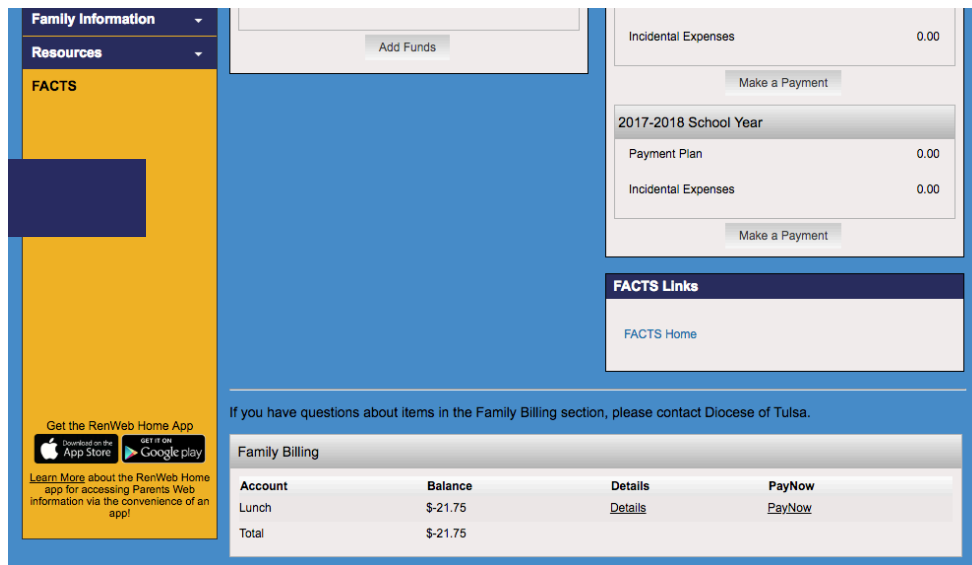 Family Information
Resources
FACTS
Get the RenWeb Home App
Download on the
App Store
GET IT ON
Google play
Learn More about the RenWeb Home
app for accessing Parents Web
information via the convenience of an
app!
Add Funds
Incidental Expenses 0.00
Make a Payment
2017-2018 School Year
Payment Plan 0.00
Incidental Expenses 0.00
Make a Payment
FACTS Links
FACTS Home
If you have questions about items in the Family Billing section, please contact Diocese of Tulsa.
Family Billing
Account Balance Details PayNow
Lunch $-21.75 Details PayNow
Total $-21.75